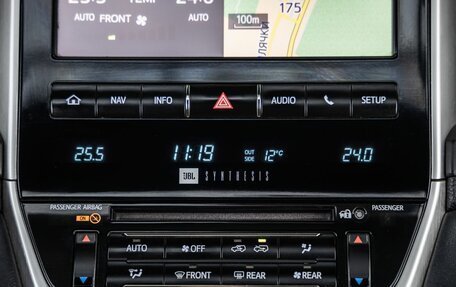 175
AUTO FRONT
100m
NAV INFO AUDIO SETUP
25.5 11:19 OUT SIDE 12°C 24.0
JBL SYNTHESIS
PASSENGER AIRBAG PASSENGER
ON
AUTO OFF
FRONT REAR REAR